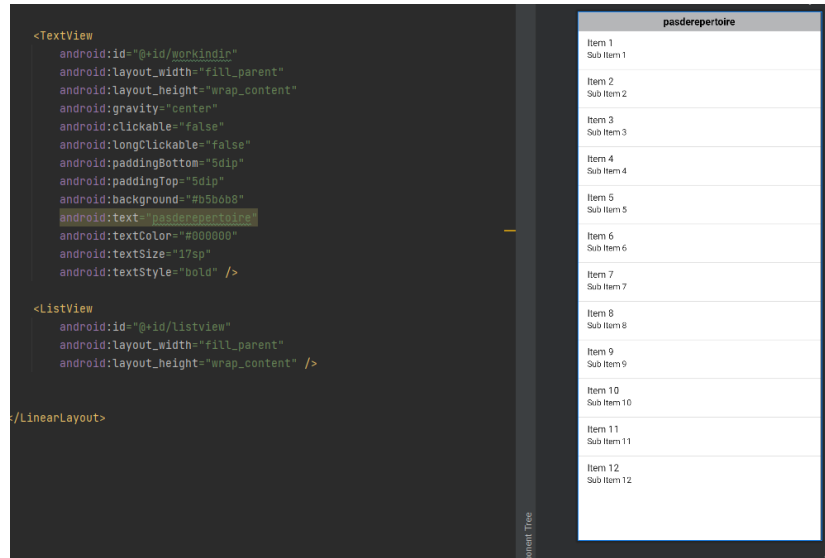 <TextView
android:id="@+id/workindir"
android:layout_width="fill_parent"
android:layout_height="wrap_content"
android:gravity="center"
android:clickable="false"
android:longClickable="false"
android:paddingBottom="5dip"
android:paddingTop="5dip"
android:background="#b5b6b8"
android:text="pasderepertoire"
android:textColor="#000000"
android:textSize="17sp"
android:textStyle="bold" />
<ListView
android:id="@+id/listview"
android:layout_width="fill_parent"
android:layout_height="wrap_content" />
/LinearLayout>
pasderepertoire
Item 1
Sub Item 1
Item 2
Sub Item 2
Item 3
Sub Item 3
Item 4
Sub Item 4
Item 5
Sub Item 5
Item 6
Sub Item 6
Item 7
Sub Item 7
Item 8
Sub Item 8
Item 9
Sub Item 9
Item 10
Sub Item 10
Item 11
Sub Item 11
Item 12
Sub Item 12
onent Tree